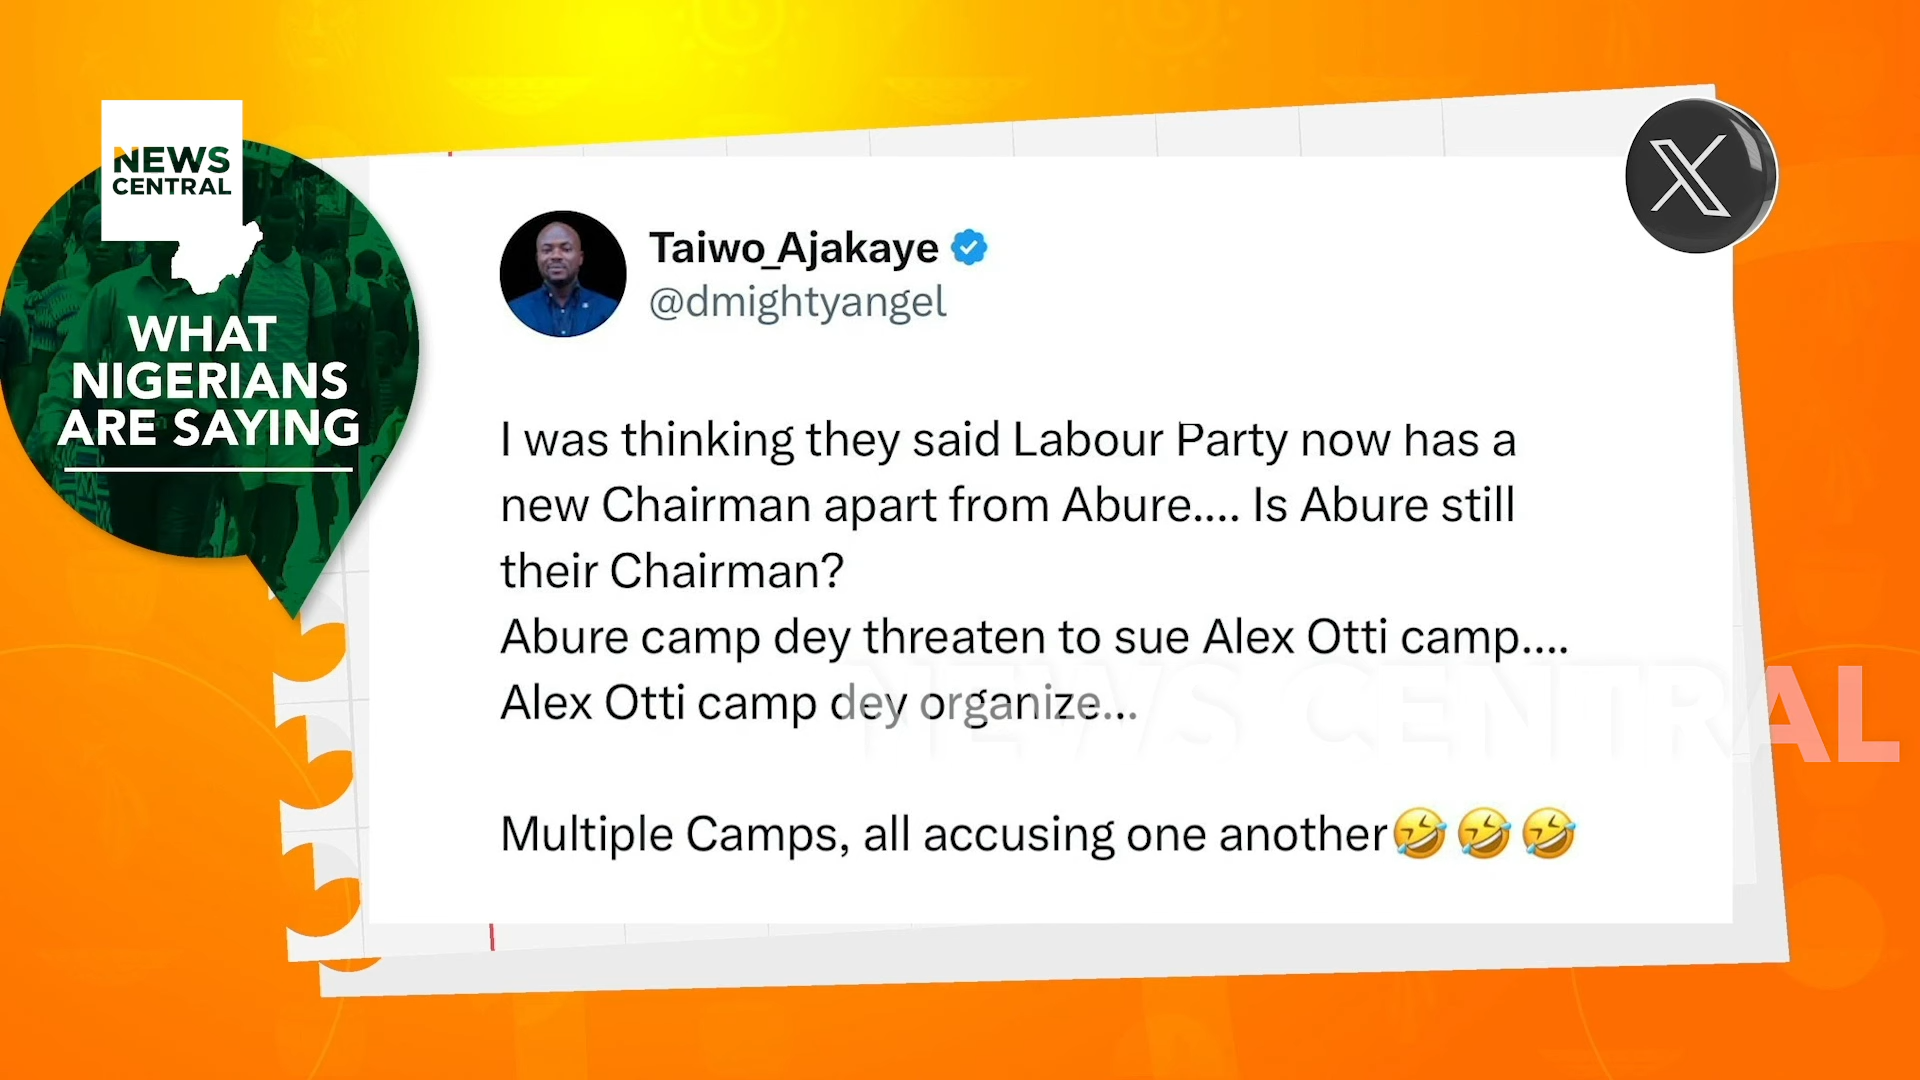 NEWS
CENTRAL
WHAT
NIGERIANS
ARE SAYING
Taiwo_Ajakaye
@dmightyangel
I was thinking they said Labour Party now has a
new Chairman apart from Abure.... Is Abure still
their Chairman?
Abure camp dey threaten to sue Alex Otti camp....
Alex Otti camp dey organize...
Multiple Camps, all accusing one another🤣🤣🤣
NEWS CENTRAL
X